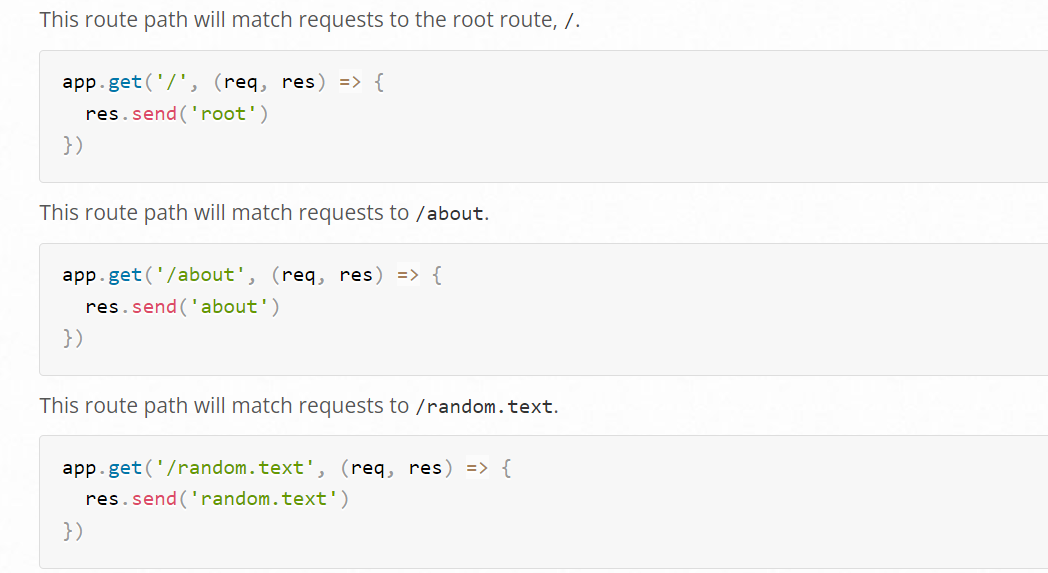 This route path will match requests to the root route, /.
app.get('/', (req, res) => {
  res.send('root')
})
This route path will match requests to /about.
app.get('/about', (req, res) => {
  res.send('about')
})
This route path will match requests to /random.text.
app.get('/random.text', (req, res) => {
  res.send('random.text')
})